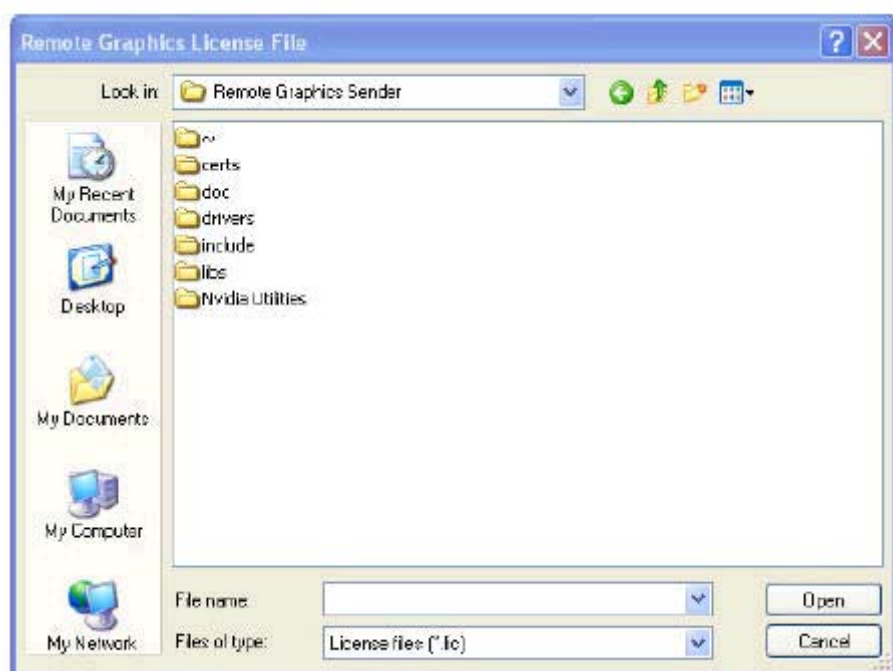 Remote Graphics License File
Look in:
Remote Graphics Sender
~
certs
doc
drivers
include
libs
Nvidia Utilities
My Recent
Documents
Desktop
My Documents
My Computer
My Network
File name:
Open
Files of type:
License files (*.lic)
Cancel